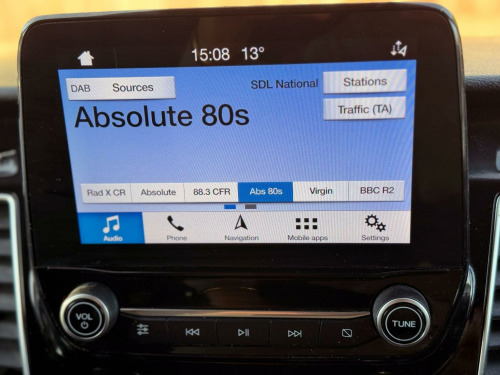 15:08 13°
DAB Sources
SDL National
Stations
Absolute 80s
Traffic (TA)
Rad X CR Absolute 88.3 CFR Abs 80s Virgin BBC R2
Audio Phone Navigation Mobile apps Settings
VOL
TUNE